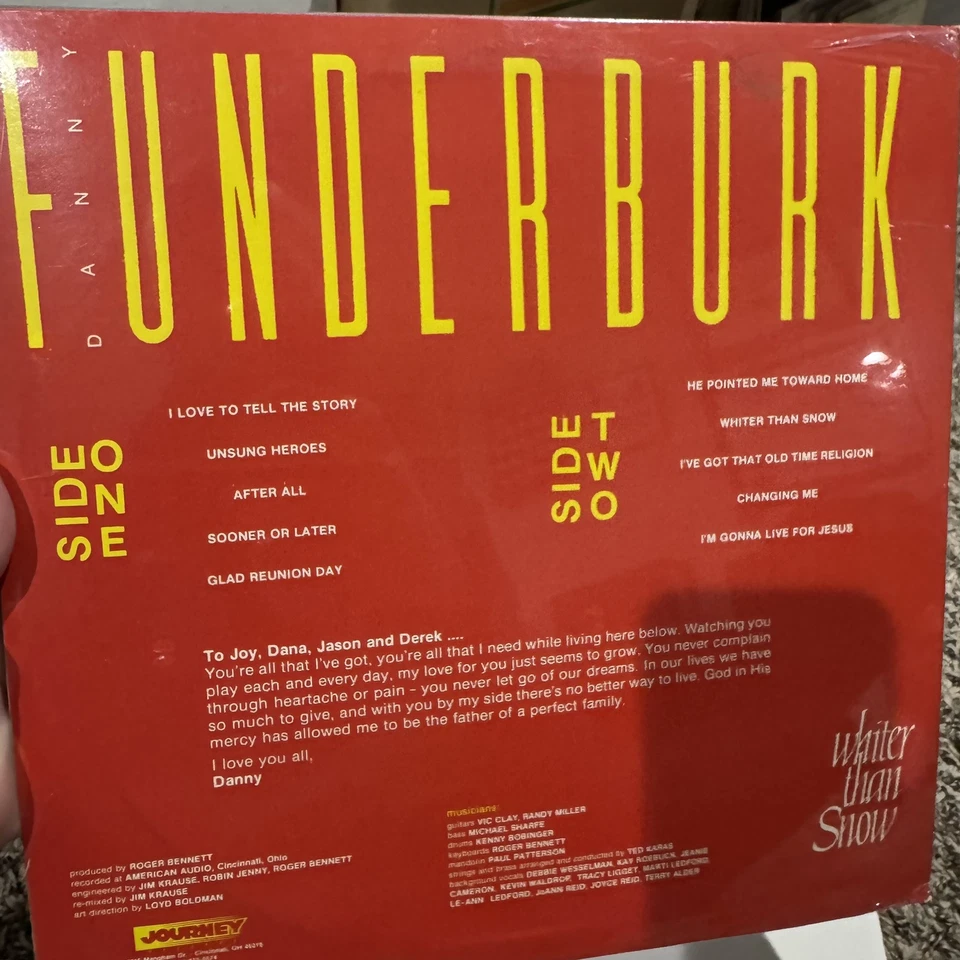 DANNY
FUNDERBURK
SIDE ONE
I LOVE TO TELL THE STORY
UNSUNG HEROES
AFTER ALL
SOONER OR LATER
GLAD REUNION DAY
SIDE TWO
HE POINTED ME TOWARD HOME
WHITER THAN SNOW
I'VE GOT THAT OLD TIME RELIGION
CHANGING ME
I'M GONNA LIVE FOR JESUS
To Joy, Dana, Jason and Derek ....
You're all that I've got, you're all that I need while living here below. Watching you
play each and every day, my love for you just seems to grow. You never complain
through heartache or pain - you never let go of our dreams. In our lives we have
so much to give, and with you by my side there's no better way to live. God in His
mercy has allowed me to be the father of a perfect family.
I love you all,
Danny
whiter
than
Snow
produced by ROGER BENNETT
recorded at AMERICAN AUDIO, Cincinnati, Ohio
engineered by JIM KRAUSE, ROBIN JENNY, ROGER BENNETT
re-mixed by JIM KRAUSE
art direction by LOYD BOLDMAN
JOURNEY
Cincinnati, OH
musicians:
guitars VIC CLAY, RANDY MILLER
bass MICHAEL SHARFE
drums KENNY BOBINGER
keyboards ROGER BENNETT
mandolin PAUL PATTERSON
strings and brass arranged and conducted by TED KARAS
background vocals DEBBIE WESSELMAN, KAY ROEBUCK, JEANIE
CAMERON, KEVIN WALDROP, TRACY LIGGET, MARTI LEDFORD,
LE-ANN LEDFORD, JoANN REID, JOYCE REID, TERRY ALDER